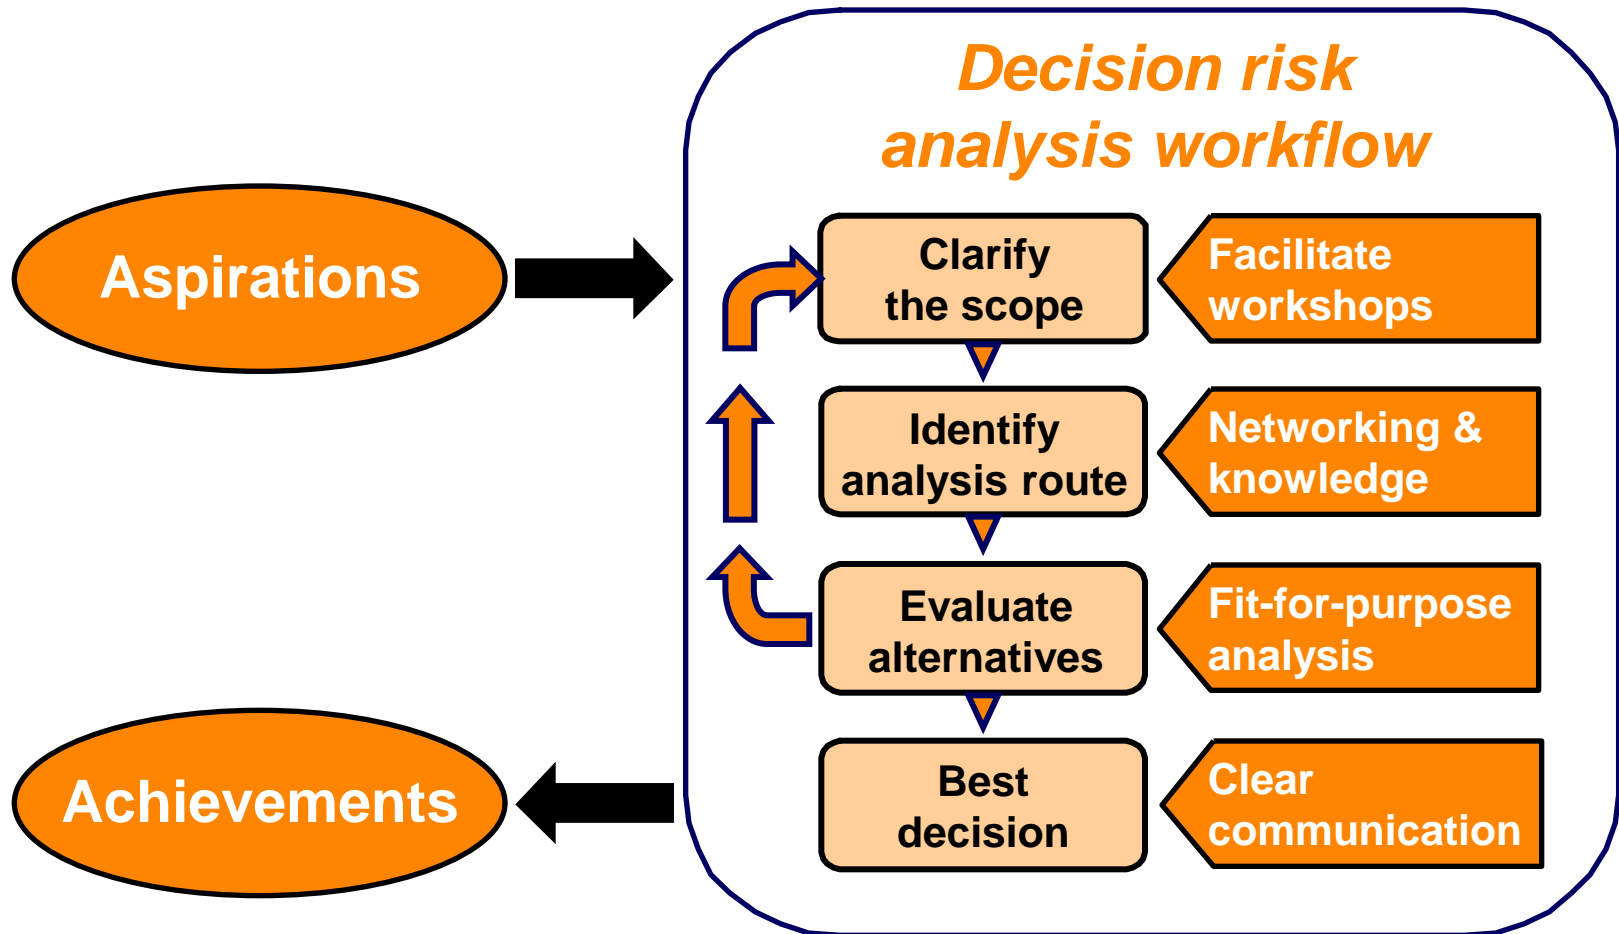 Decision risk
analysis workflow
Aspirations
Clarify
the scope
Facilitate
workshops
Identify
analysis route
Networking &
knowledge
Evaluate
alternatives
Fit-for-purpose
analysis
Achievements
Best
decision
Clear
communication